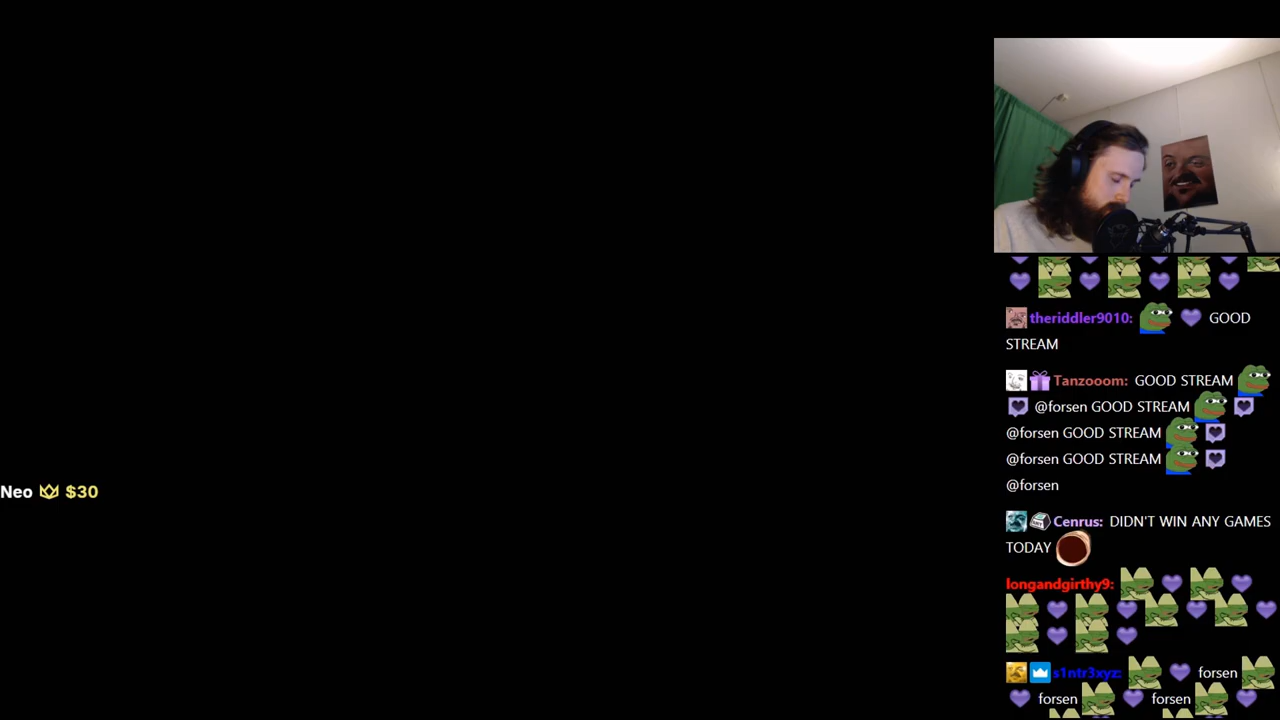 theriddler9010: GOOD
STREAM
Tanzooom: GOOD STREAM
@forsen GOOD STREAM
@forsen GOOD STREAM
@forsen GOOD STREAM
@forsen
Neo $30
Cenrus: DIDN'T WIN ANY GAMES
TODAY
longandgirthy9:
s1ntr3xyz: forsen
forsen forsen